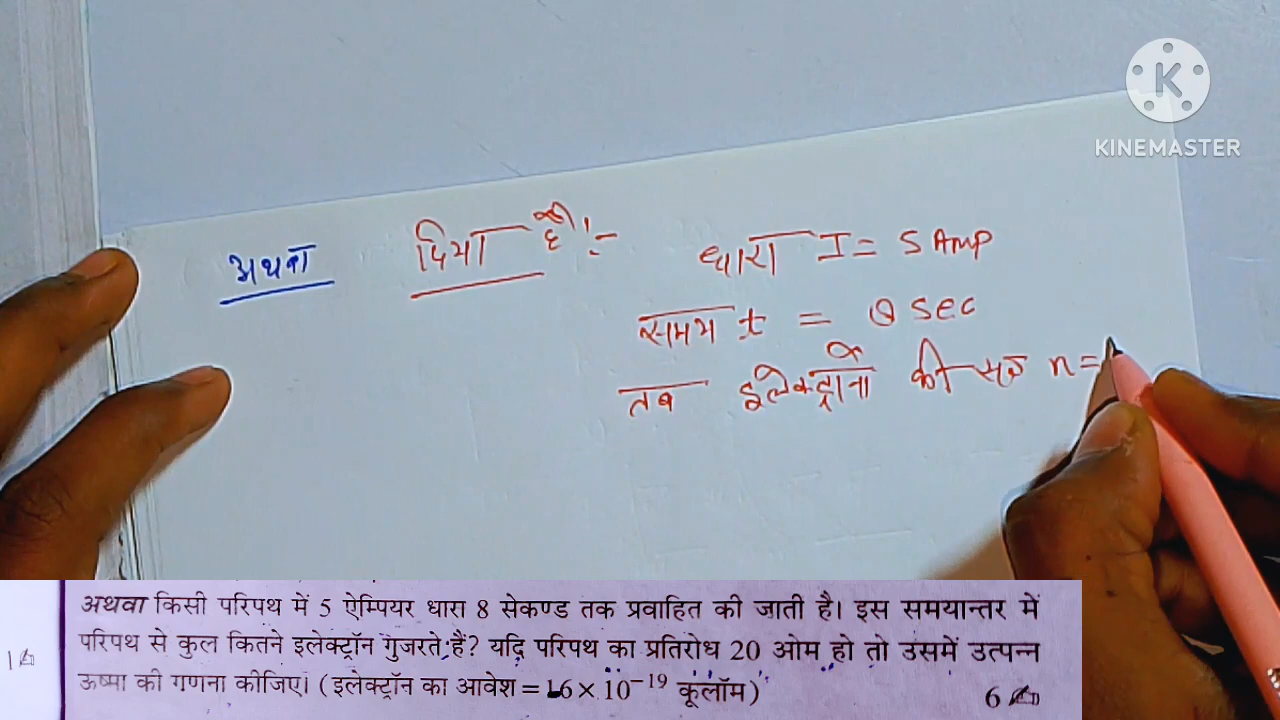 KINEMASTER
अथवा दिया है:- धारा I = 5 Amp
समय t = 8 sec
तब इलेक्ट्रानों की सं० n =
अथवा किसी परिपथ में 5 ऐम्पियर धारा 8 सेकण्ड तक प्रवाहित की जाती है। इस समयान्तर में
परिपथ से कुल कितने इलेक्ट्रॉन गुजरते हैं? यदि परिपथ का प्रतिरोध 20 ओम हो तो उसमें उत्पन्न
ऊष्मा की गणना कीजिए। (इलेक्ट्रॉन का आवेश = 1.6 × 10⁻¹⁹ कूलॉम) 6